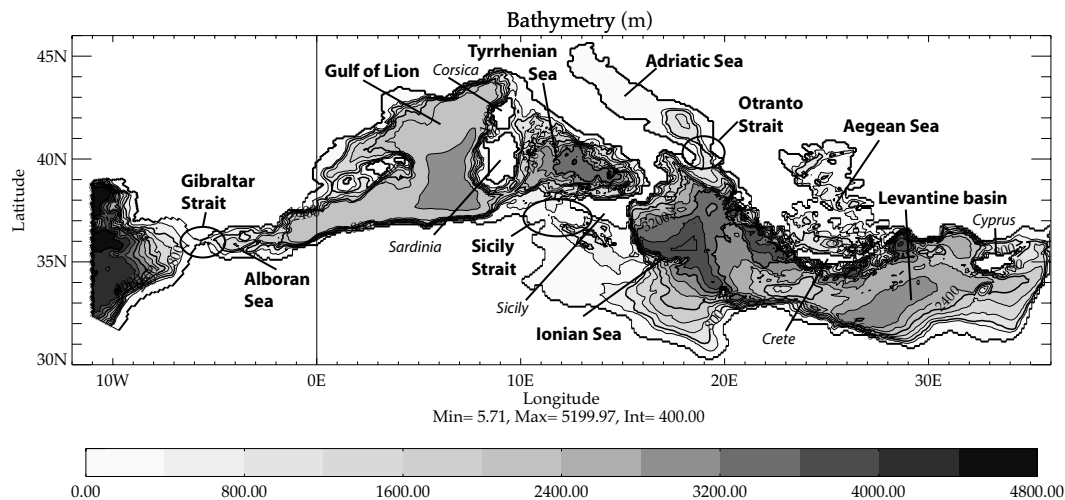 Bathymetry (m)
45N
40N
35N
30N
Latitude
Gulf of Lion
Corsica
Tyrrhenian
Sea
Adriatic Sea
Otranto
Strait
Aegean Sea
Levantine basin
Cyprus
Gibraltar
Strait
Alboran
Sea
Sardinia
Sicily
Strait
Sicily
Ionian Sea
Crete
3200
2400
10W 0E 10E 20E 30E
Longitude
Min= 5.71, Max= 5199.97, Int= 400.00
0.00 800.00 1600.00 2400.00 3200.00 4000.00 4800.00